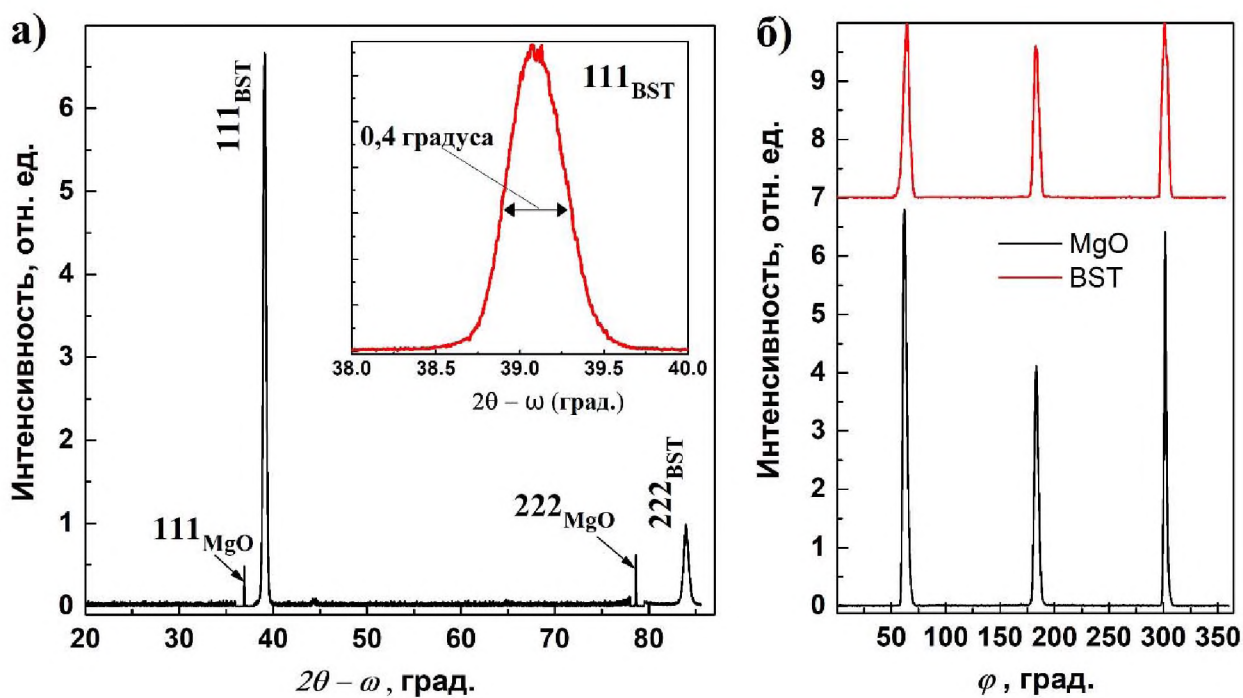 а)
Интенсивность, отн. ед.
6
5
4
3
2
1
0
111BST
111MgO
222MgO
222BST
20 30 40 50 60 70 80
2θ – ω , град.
111BST
0,4 градуса
38.0 38.5 39.0 39.5 40.0
2θ – ω (град.)
б)
Интенсивность, отн. ед.
9
8
7
6
5
4
3
2
1
0
MgO
BST
50 100 150 200 250 300 350
φ , град.